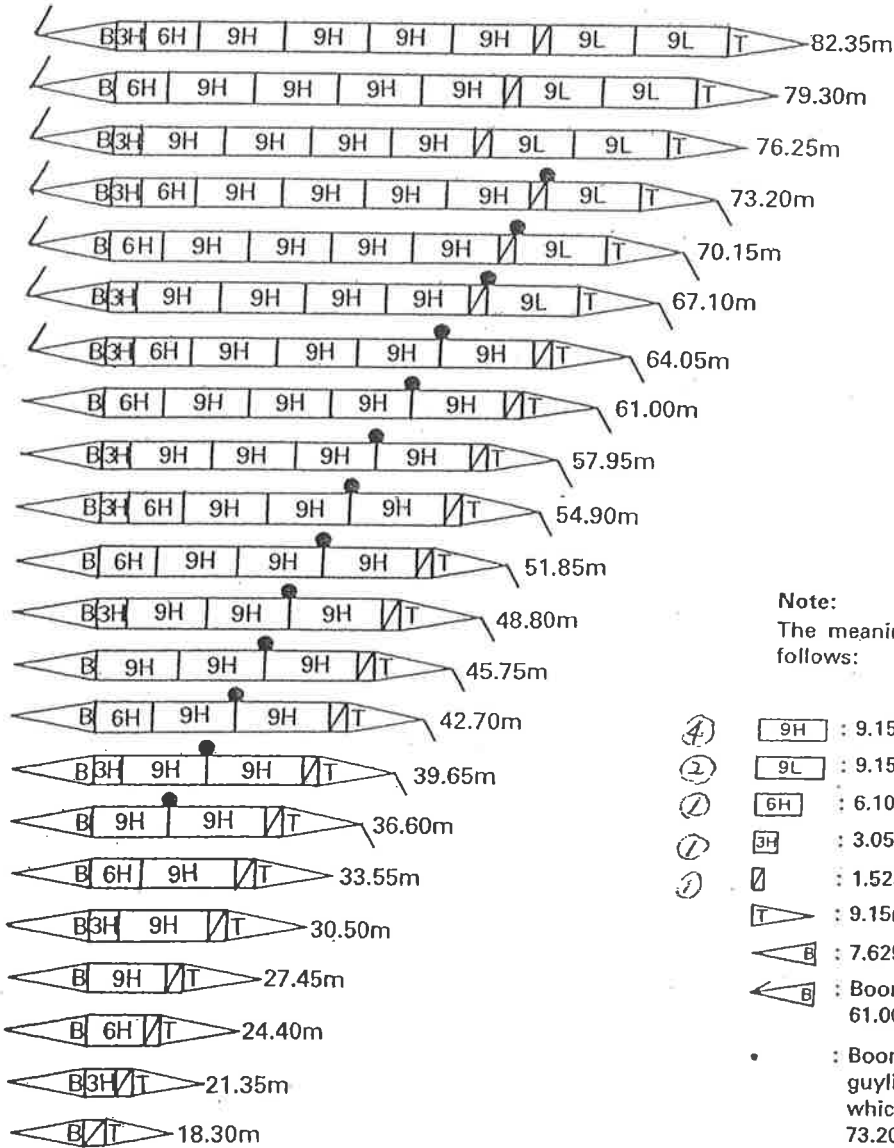 B 3H 6H 9H 9H 9H 9H 9L 9L T 82.35m
B 6H 9H 9H 9H 9H 9L 9L T 79.30m
B 3H 9H 9H 9H 9H 9L 9L T 76.25m
B 3H 6H 9H 9H 9H 9H 9L T 73.20m
B 6H 9H 9H 9H 9H 9L T 70.15m
B 3H 9H 9H 9H 9H 9L T 67.10m
B 3H 6H 9H 9H 9H 9H T 64.05m
B 6H 9H 9H 9H 9H T 61.00m
B 3H 9H 9H 9H 9H T 57.95m
B 3H 6H 9H 9H 9H T 54.90m
B 6H 9H 9H 9H T 51.85m
B 3H 9H 9H 9H T 48.80m
B 9H 9H 9H T 45.75m
B 6H 9H 9H T 42.70m
B 3H 9H 9H T 39.65m
B 9H 9H T 36.60m
B 6H 9H T 33.55m
B 3H 9H T 30.50m
B 9H T 27.45m
B 6H T 24.40m
B 3H T 21.35m
B T 18.30m
Note:
The meanin
follows:
④ 9H : 9.15
② 9L : 9.15
① 6H : 6.10
① 3H : 3.05
① : 1.52
T : 9.15
B : 7.625
B : Boom
61.00
• : Boom
guyli
which
73.20